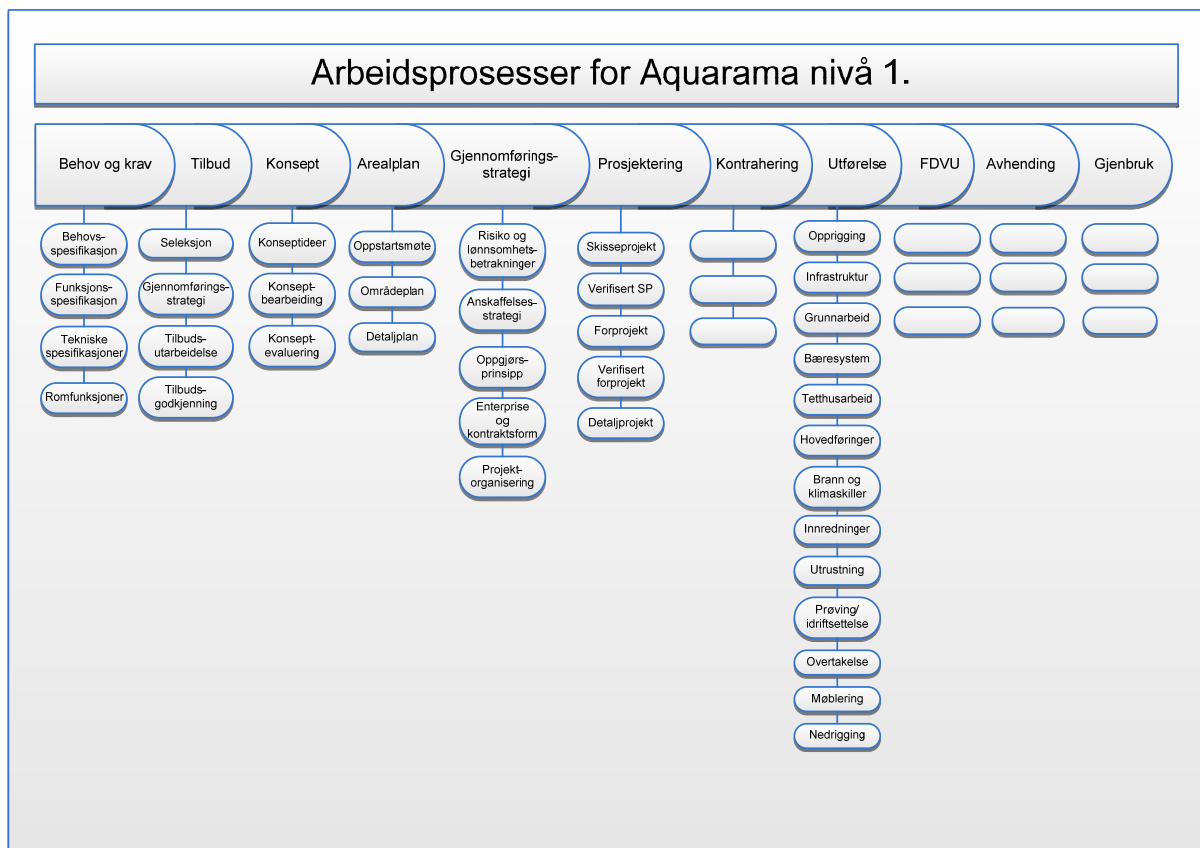 Arbeidsprosesser for Aquarama nivå 1.
Behov og krav
Tilbud
Konsept
Arealplan
Gjennomførings-
strategi
Prosjektering
Kontrahering
Utførelse
FDVU
Avhending
Gjenbruk
Behovs-
spesifikasjon
Funksjons-
spesifikasjon
Tekniske
spesifikasjoner
Romfunksjoner
Seleksjon
Gjennomførings-
strategi
Tilbuds-
utarbeidelse
Tilbuds-
godkjenning
Konseptideer
Konsept-
bearbeiding
Konsept-
evaluering
Oppstartsmøte
Områdeplan
Detaljplan
Risiko og
lønnsomhets-
betrakninger
Anskaffelses-
strategi
Oppgjørs-
prinsipp
Enterprise
og
kontraktsform
Projekt-
organisering
Skisseprojekt
Verifisert SP
Forprojekt
Verifisert
forprojekt
Detaljprojekt
Opprigging
Infrastruktur
Grunnarbeid
Bæresystem
Tetthusarbeid
Hovedføringer
Brann og
klimaskiller
Innredninger
Utrustning
Prøving/
idriftsettelse
Overtakelse
Møblering
Nedrigging